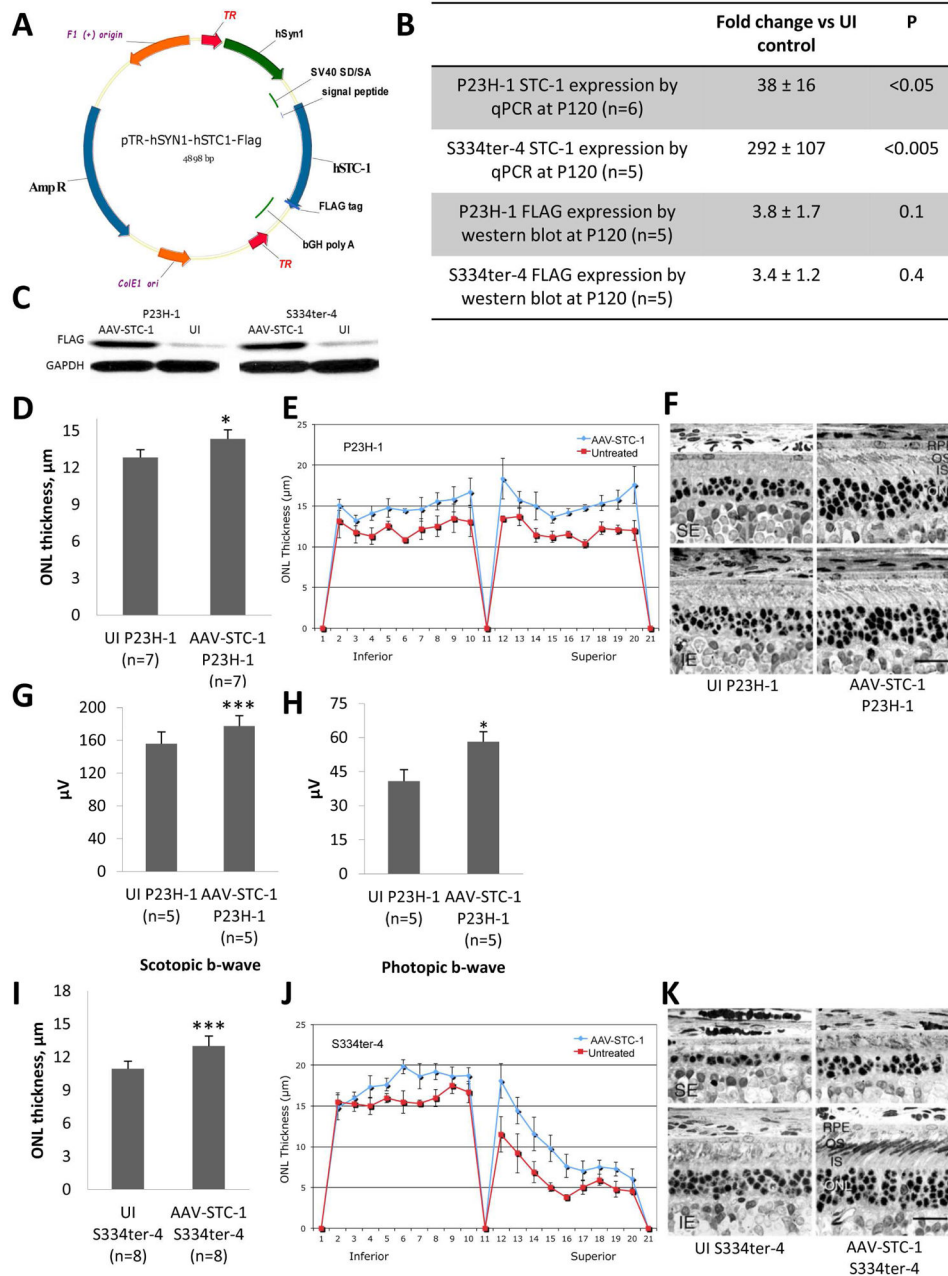 A
F1 (+) origin
TR
hSyn1
SV40 SD/SA
signal peptide
pTR-hSYN1-hSTC1-Flag
4898 bp
AmpR
hSTC-1
FLAG tag
bGH poly A
TR
ColE1 ori
B
Fold change vs UI control
P
P23H-1 STC-1 expression by qPCR at P120 (n=6)
38 ± 16
<0.05
S334ter-4 STC-1 expression by qPCR at P120 (n=5)
292 ± 107
<0.005
P23H-1 FLAG expression by western blot at P120 (n=5)
3.8 ± 1.7
0.1
S334ter-4 FLAG expression by western blot at P120 (n=5)
3.4 ± 1.2
0.4
C
P23H-1
S334ter-4
AAV-STC-1 UI AAV-STC-1 UI
FLAG
GAPDH
D
ONL thickness, µm
15
12
9
6
3
0
*
UI P23H-1 (n=7)
AAV-STC-1 P23H-1 (n=7)
E
P23H-1
AAV-STC-1
Untreated
ONL Thickness (µm)
25
20
15
10
5
0
1 2 3 4 5 6 7 8 9 10 11 12 13 14 15 16 17 18 19 20 21
Inferior
Superior
F
RPE
OS
IS
ONL
SE
IE
UI P23H-1
AAV-STC-1 P23H-1
G
µV
200
160
120
80
40
0
***
UI P23H-1 (n=5)
AAV-STC-1 P23H-1 (n=5)
Scotopic b-wave
H
µV
75
60
45
30
15
0
*
UI P23H-1 (n=5)
AAV-STC-1 P23H-1 (n=5)
Photopic b-wave
I
ONL thickness, µm
18
15
12
9
6
3
0
***
UI S334ter-4 (n=8)
AAV-STC-1 S334ter-4 (n=8)
J
S334ter-4
AAV-STC-1
Untreated
ONL Thickness (µm)
25
20
15
10
5
0
1 2 3 4 5 6 7 8 9 10 11 12 13 14 15 16 17 18 19 20 21
Inferior
Superior
K
SE
RPE
OS
IS
ONL
IE
UI S334ter-4
AAV-STC-1 S334ter-4